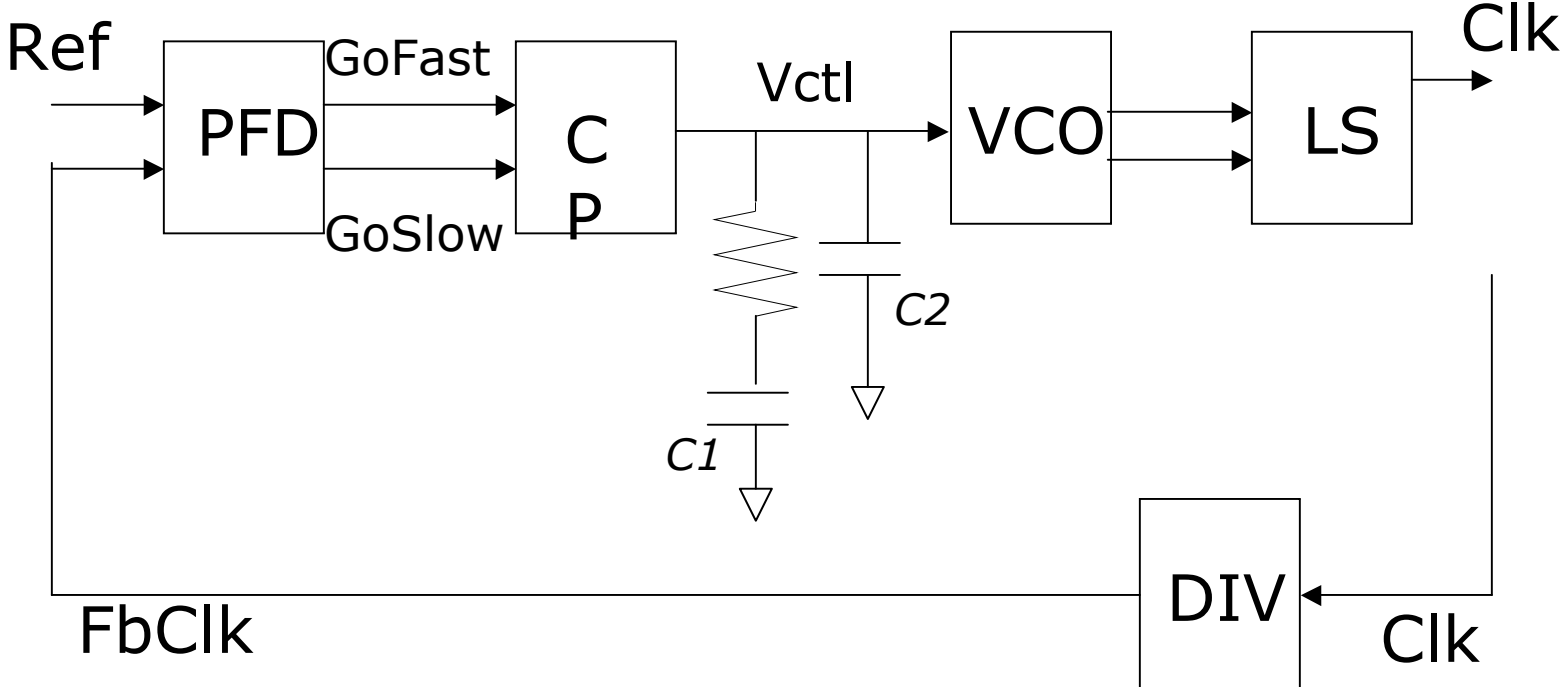 Ref
GoFast
PFD
GoSlow
C
P
Vctl
VCO
LS
Clk
C2
C1
FbClk
DIV
Clk